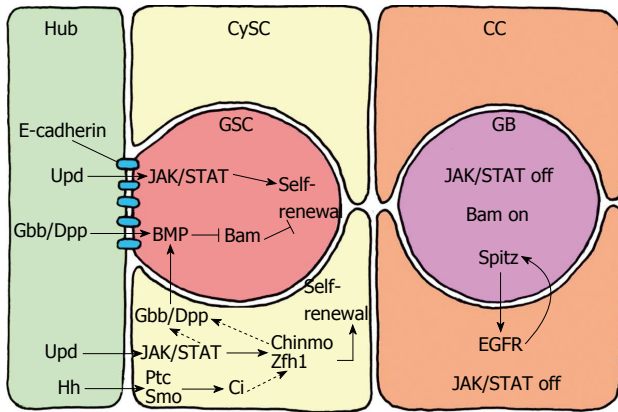 Hub
CySC
CC
GSC
GB
E-cadherin
Upd
JAK/STAT
Self-
renewal
JAK/STAT off
Bam on
Gbb/Dpp
BMP
Bam
Spitz
Self-
renewal
Gbb/Dpp
Chinmo
Zfh1
EGFR
Upd
JAK/STAT
Hh
Ptc
Smo
Ci
JAK/STAT off